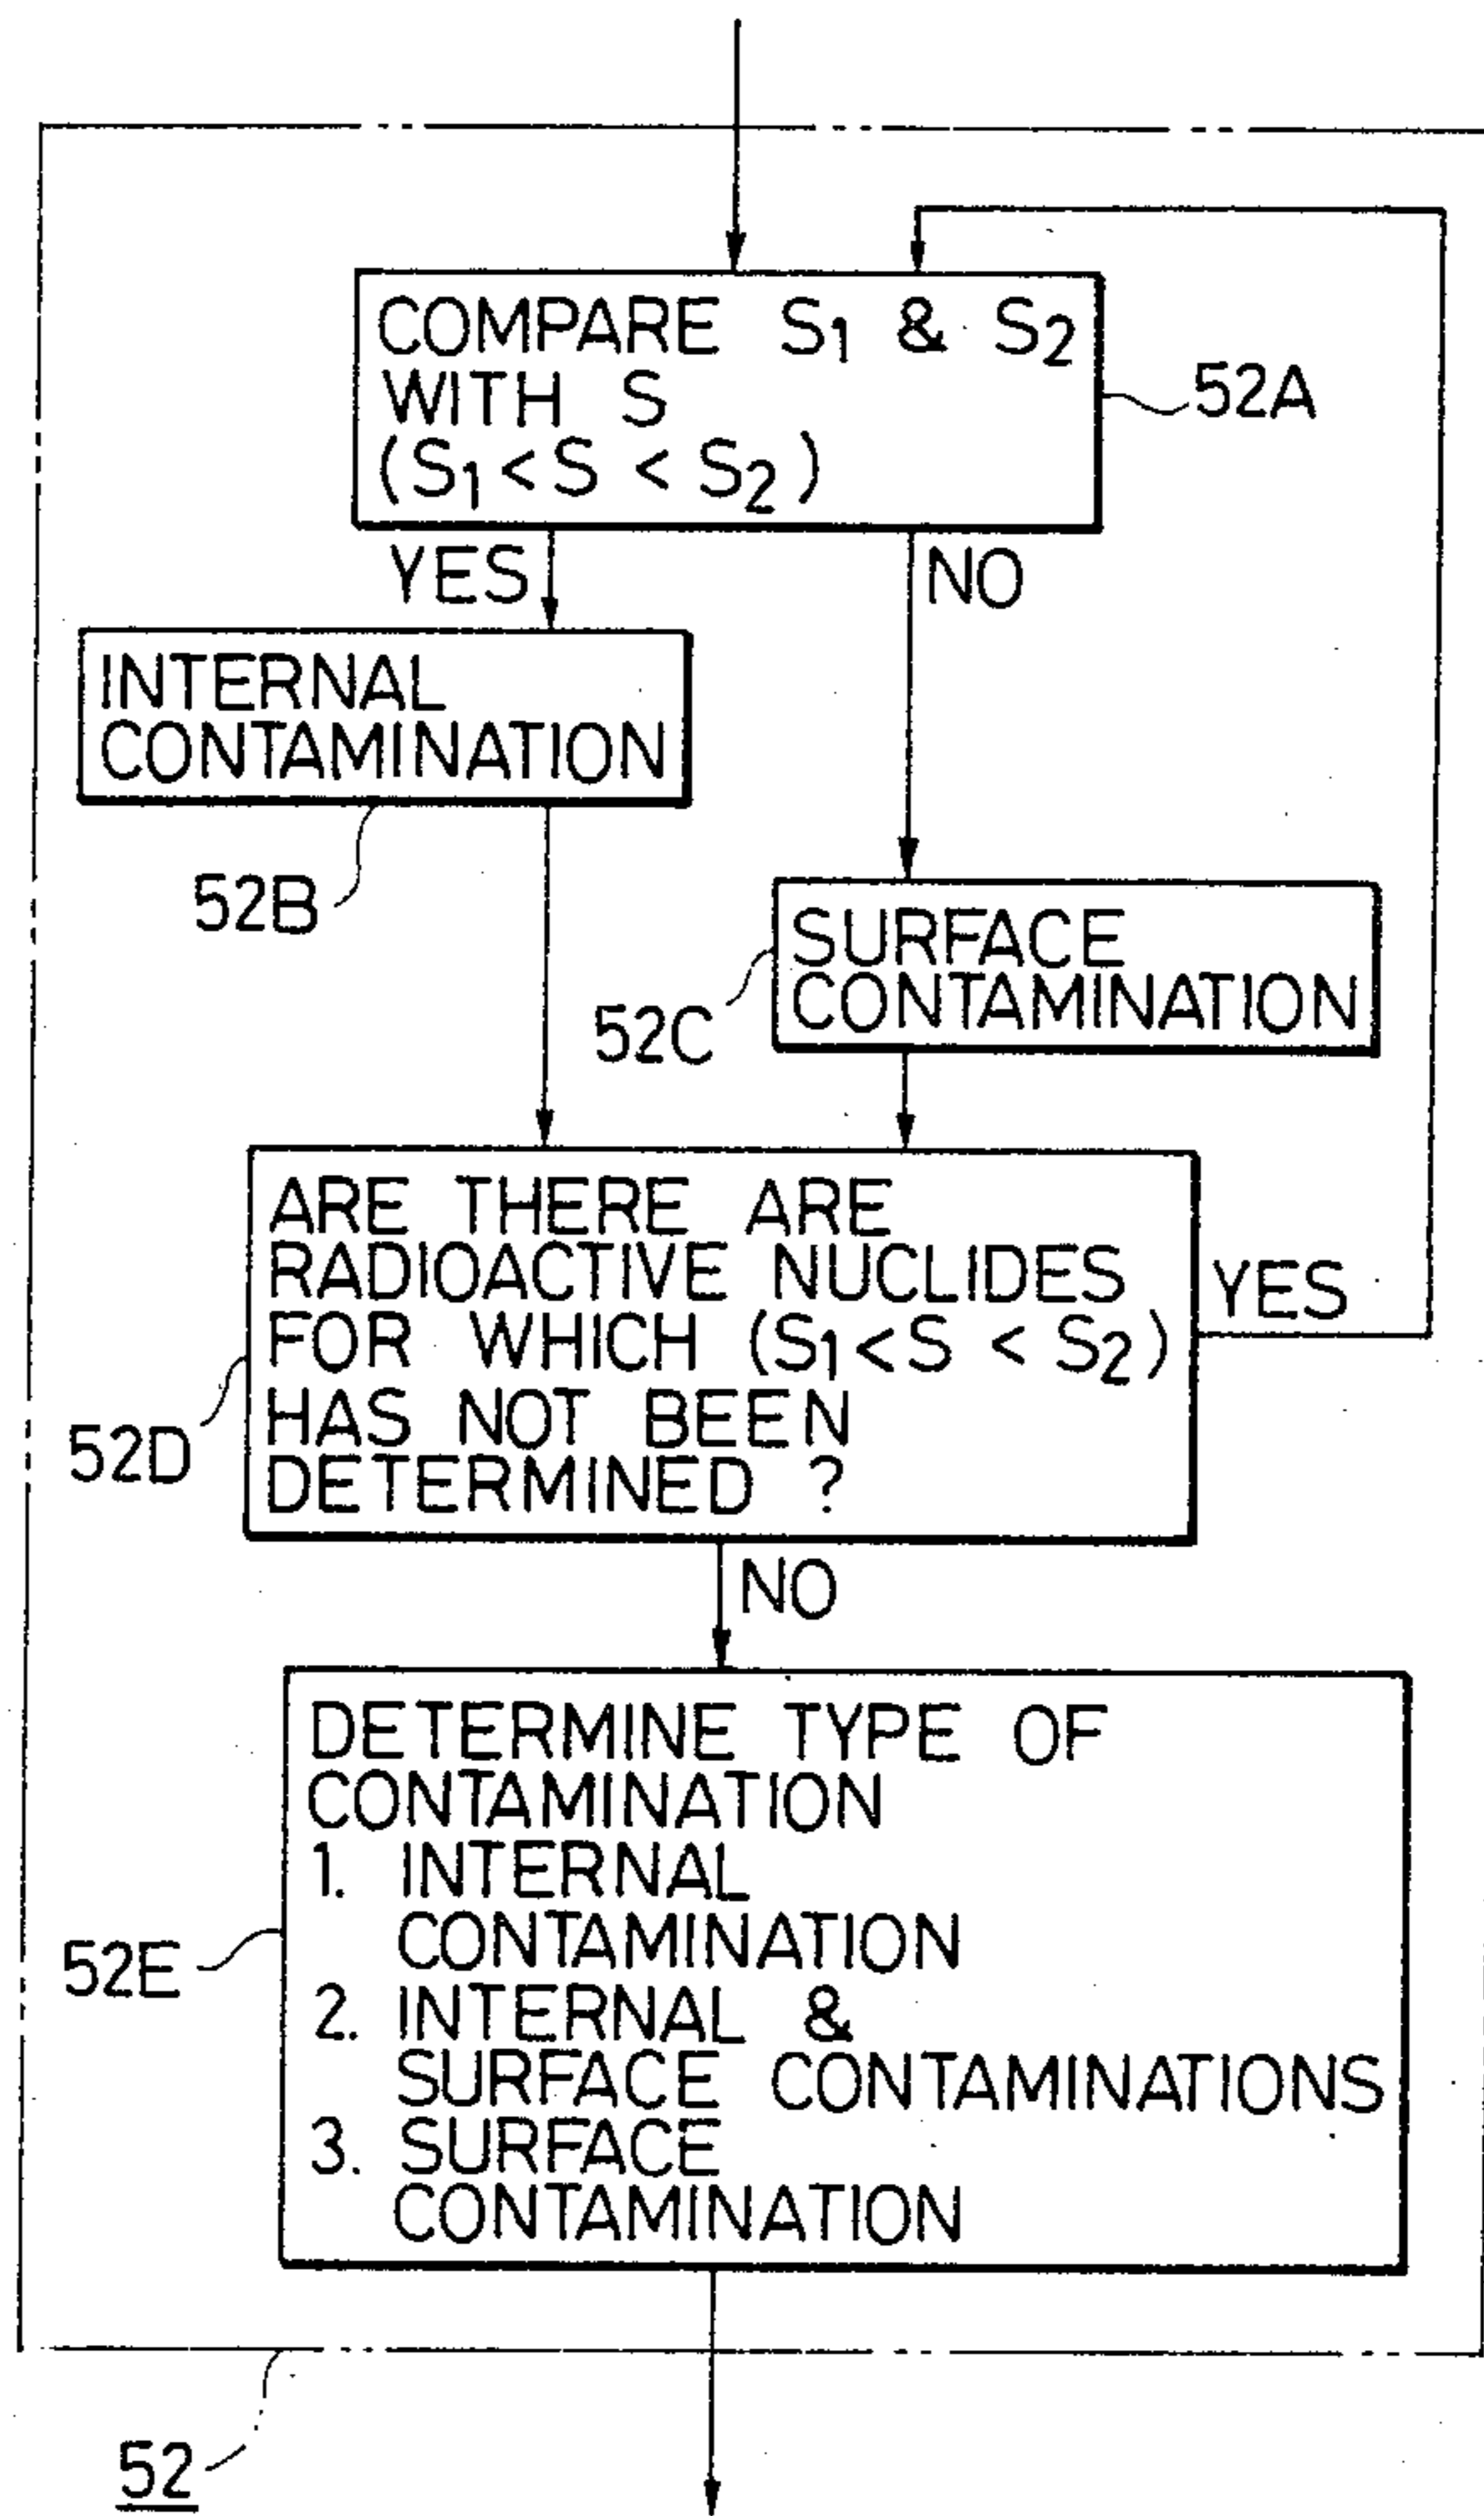 COMPARE S1 & S2
WITH S
(S1 < S < S2)
52A
YES
NO
INTERNAL
CONTAMINATION
52B
SURFACE
CONTAMINATION
52C
ARE THERE ARE
RADIOACTIVE NUCLIDES
FOR WHICH (S1 < S < S2)
HAS NOT BEEN
DETERMINED ?
YES
52D
NO
DETERMINE TYPE OF
CONTAMINATION
1. INTERNAL
CONTAMINATION
2. INTERNAL &
SURFACE CONTAMINATIONS
3. SURFACE
CONTAMINATION
52E
52